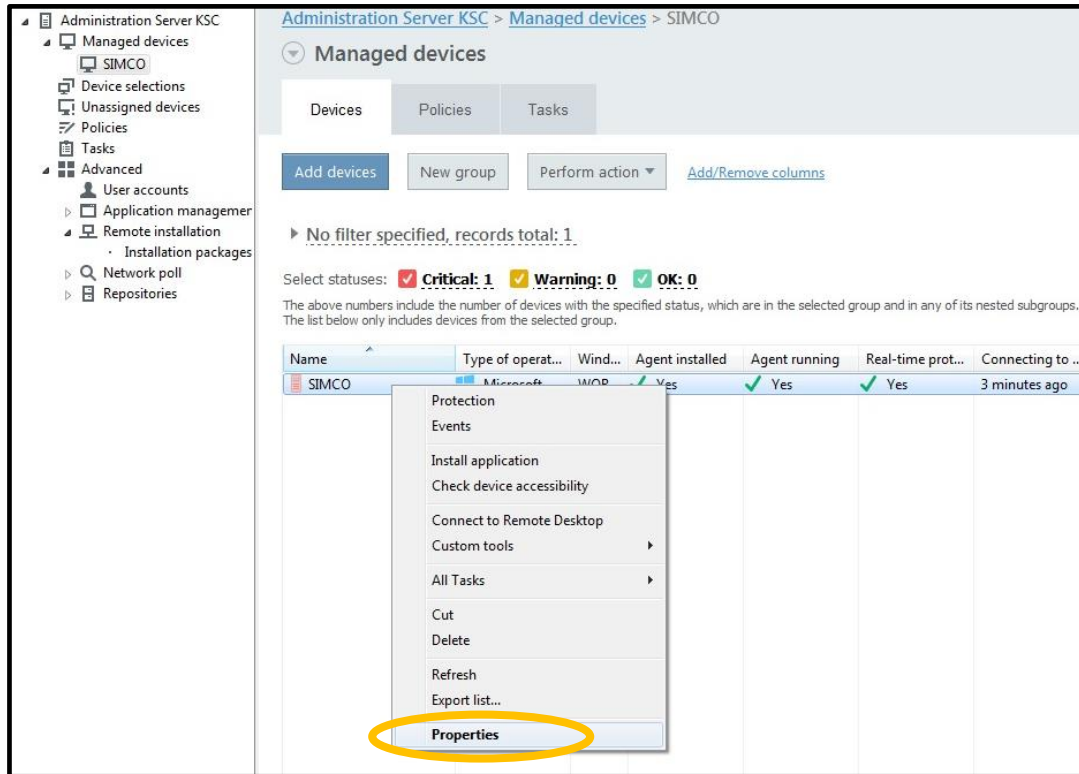 Administration Server KSC
Managed devices
SIMCO
Device selections
Unassigned devices
Policies
Tasks
Advanced
User accounts
Application managemer
Remote installation
Installation packages
Network poll
Repositories
Administration Server KSC > Managed devices > SIMCO
Managed devices
Devices Policies Tasks
Add devices New group Perform action Add/Remove columns
No filter specified, records total: 1
Select statuses: Critical: 1 Warning: 0 OK: 0
The above numbers include the number of devices with the specified status, which are in the selected group and in any of its nested subgroups.
The list below only includes devices from the selected group.
Name Type of operat... Wind... Agent installed Agent running Real-time prot... Connecting to ..
SIMCO Microsoft Yes Yes Yes 3 minutes ago
Protection
Events
Install application
Check device accessibility
Connect to Remote Desktop
Custom tools
All Tasks
Cut
Delete
Refresh
Export list...
Properties